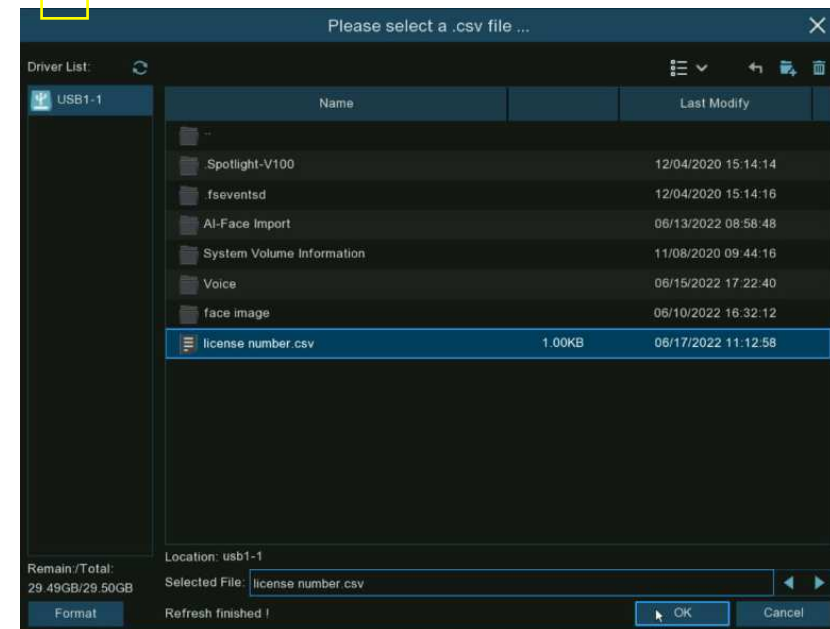 Please select a .csv file ...
Driver List:
USB1-1
Name Last Modify
..
.Spotlight-V100 12/04/2020 15:14:14
.fseventsd 12/04/2020 15:14:16
AI-Face Import 06/13/2022 08:58:48
System Volume Information 11/08/2020 09:44:16
Voice 06/15/2022 17:22:40
face image 06/10/2022 16:32:12
license number.csv 1.00KB 06/17/2022 11:12:58
Location: usb1-1
Remain:/Total:
29.49GB/29.50GB
Selected File: license number.csv
Format
Refresh finished !
OK
Cancel